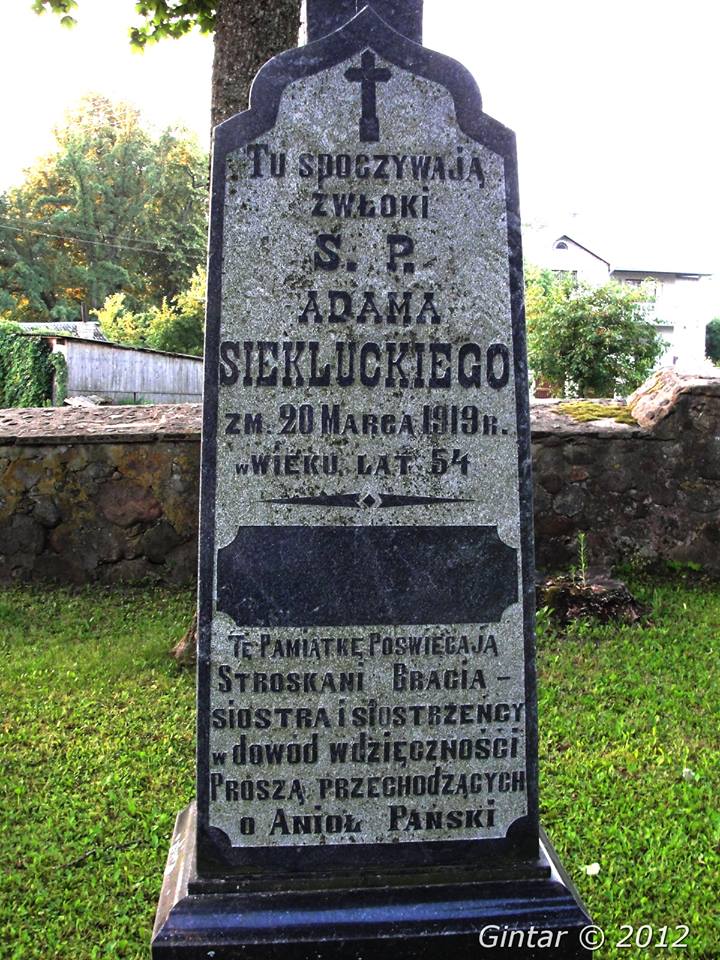 Tu spoczywają
zwłoki
Ś. P.
ADAMA
SIEKLUCKIEGO
zm. 20 Marca 1919 r.
w wieku lat 54
Tę Pamiątkę Poświęcają
Stroskani Bracia -
siostra i siostrzeńcy
w dowód wdzięczności
Proszą przechodzących
o Anioł Pański
Gintar © 2012